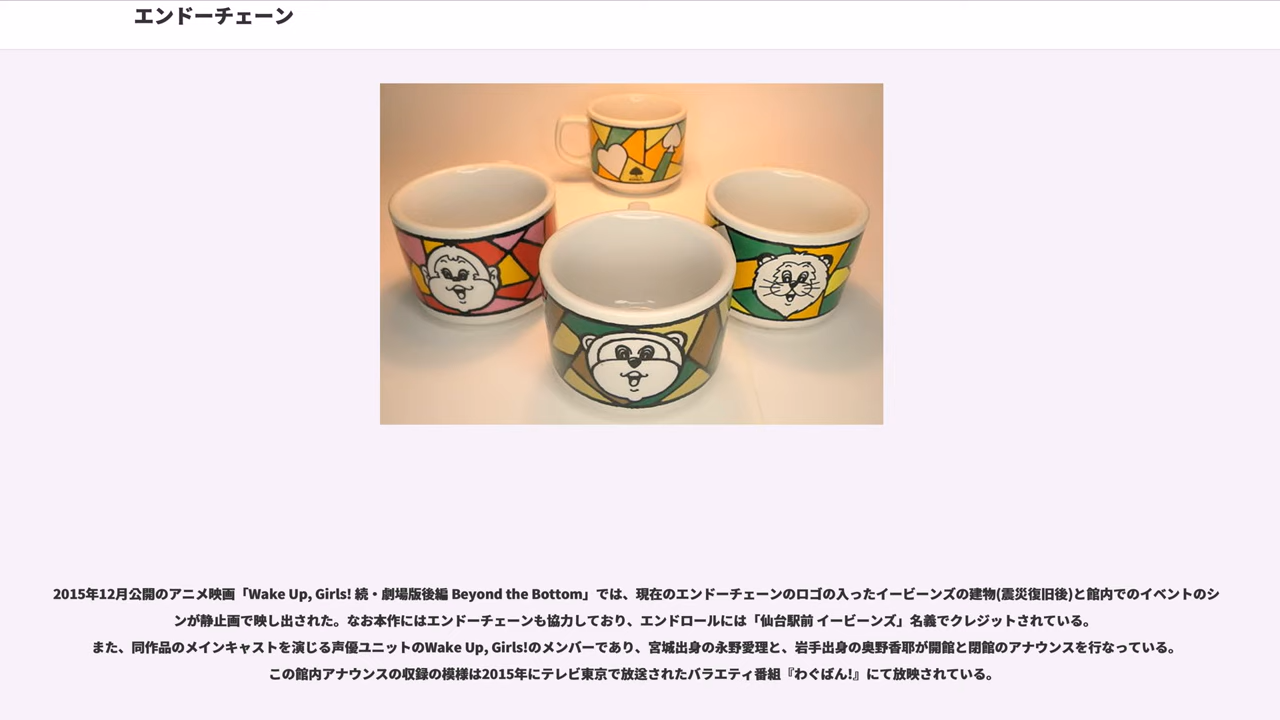 エンドーチェーン
2015年12月公開のアニメ映画「Wake Up, Girls! 続・劇場版後編 Beyond the Bottom」では、現在のエンドーチェーンのロゴの入ったイービーンズの建物(震災復旧後)と館内でのイベントのシ
ンが静止画で映し出された。なお本作にはエンドーチェーンも協力しており、エンドロールには「仙台駅前 イービーンズ」名義でクレジットされている。
また、同作品のメインキャストを演じる声優ユニットのWake Up, Girls!のメンバーであり、宮城出身の永野愛理と、岩手出身の奥野香耶が開館と閉館のアナウンスを行なっている。
この館内アナウンスの収録の模様は2015年にテレビ東京で放送されたバラエティ番組『わぐばん!』にて放映されている。